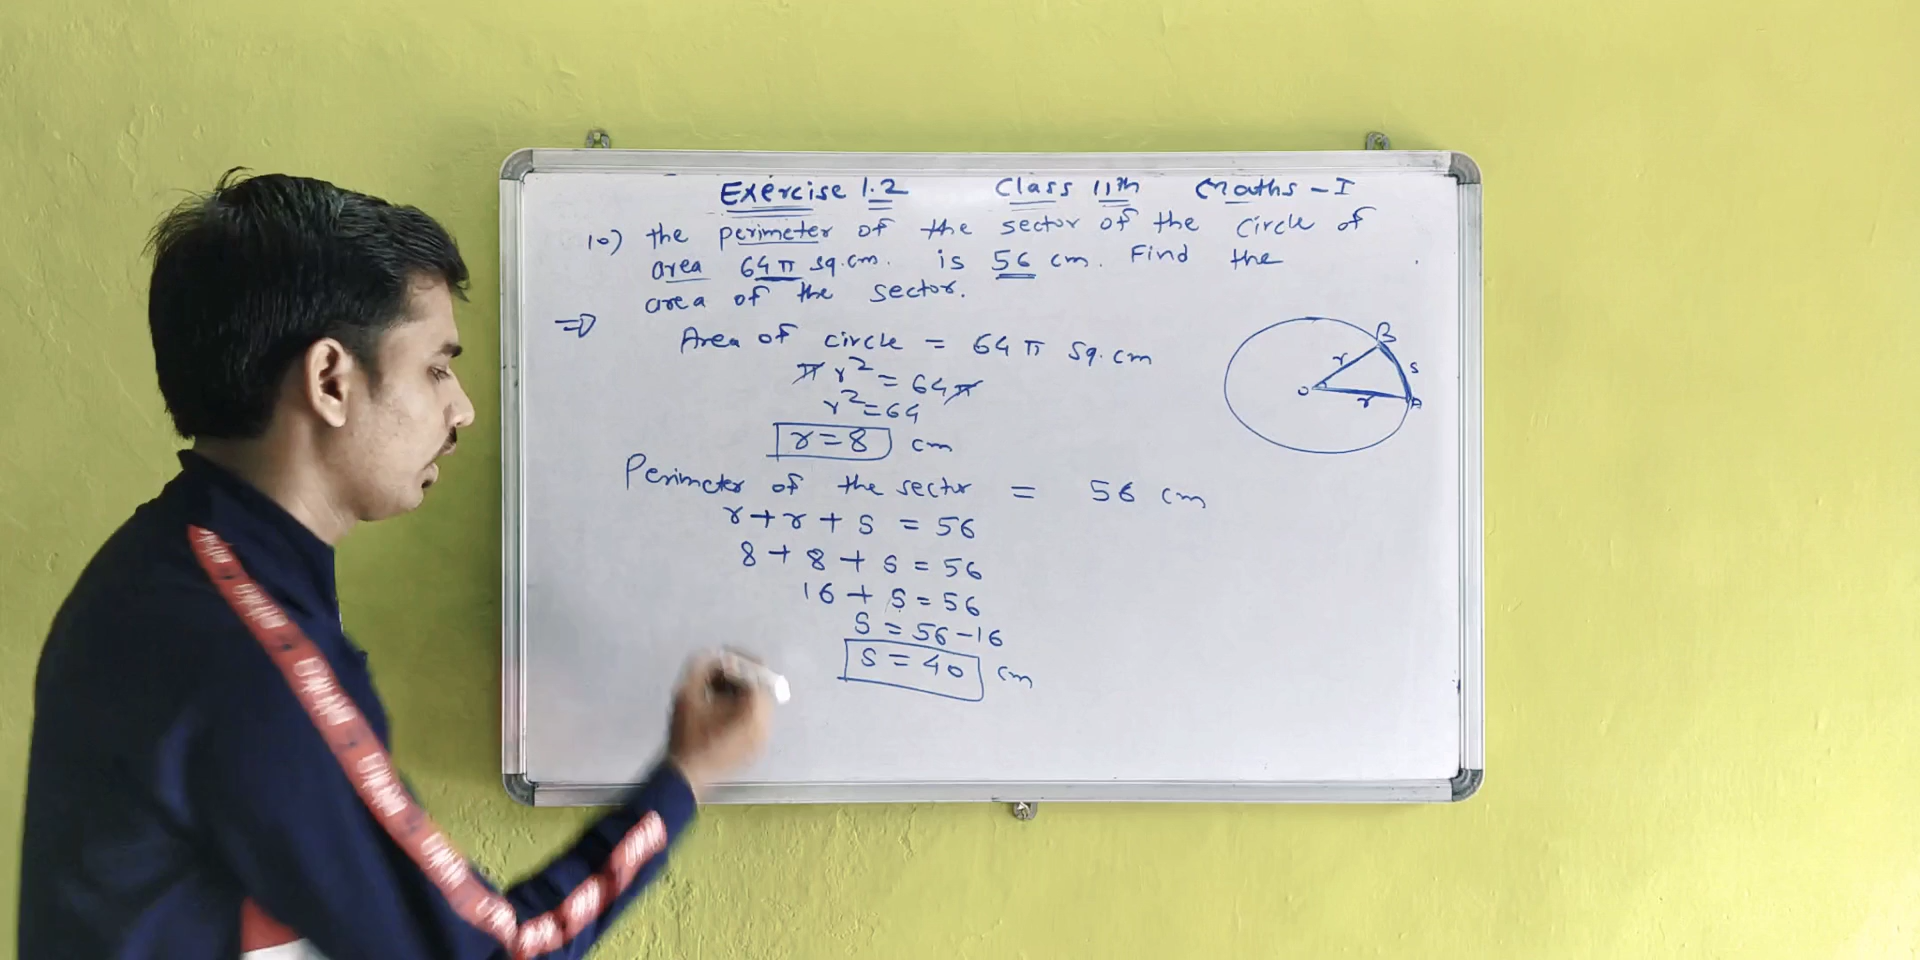 Exercise 1.2 Class 11th Maths - I
10) the perimeter of the sector of the circle of
area 64π sq.cm. is 56 cm. Find the
area of the sector.
⇒ Area of circle = 64π sq.cm
π r² = 64π
r² = 64
r = 8 cm
Perimeter of the sector = 56 cm
r + r + S = 56
8 + 8 + S = 56
16 + S = 56
S = 56 - 16
S = 40 cm
B
r
S
O
r
A